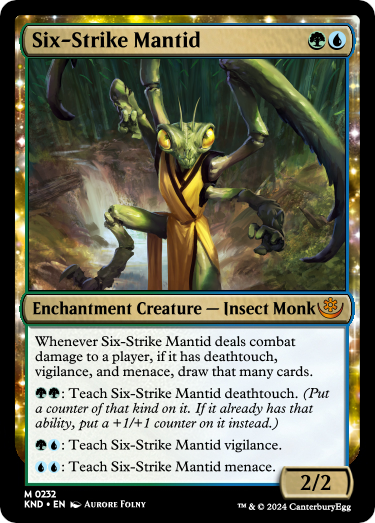 Six-Strike Mantid
Enchantment Creature — Insect Monk
Whenever Six-Strike Mantid deals combat
damage to a player, if it has deathtouch,
vigilance, and menace, draw that many cards.
: Teach Six-Strike Mantid deathtouch. (Put
a counter of that kind on it. If it already has that
ability, put a +1/+1 counter on it instead.)
: Teach Six-Strike Mantid vigilance.
: Teach Six-Strike Mantid menace.
2/2
M 0232
KND • EN Aurore Folny
™ & © 2024 CanterburyEgg